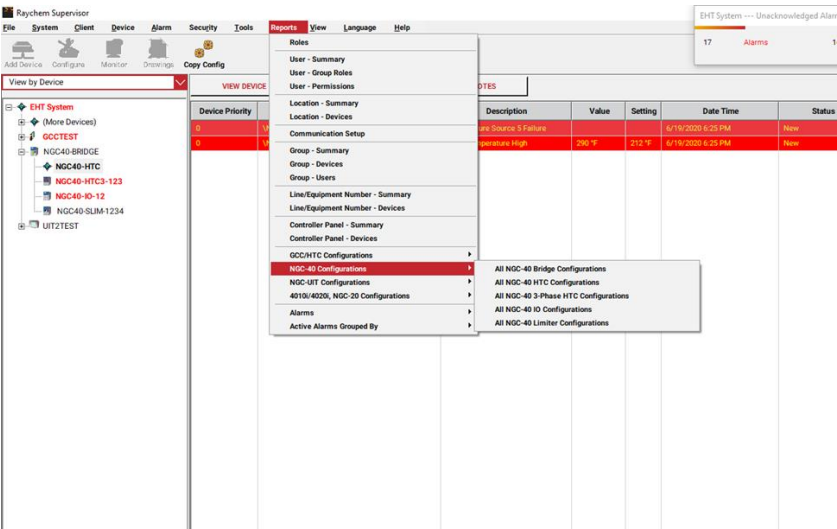 Raychem Supervisor
File System Client Device Alarm Security Tools Reports View Language Help
EHT System --- Unacknowledged Alarm
17 Alarms
Add Device Configure Monitor Drawings Copy Config
View by Device
VIEW DEVICE
OTES
EHT System
(More Devices)
GCCTEST
NGC40-BRIDGE
NGC40-HTC
NGC40-HTC3-123
NGC40-IO-12
NGC40-SLIM-1234
UIT2TEST
Device Priority Description Value Setting Date Time Status
0 ure Source 5 Failure 6/19/2020 6:25 PM New
0 perature High 290 °F 212 °F 6/19/2020 6:25 PM New
Roles
User - Summary
User - Group Roles
User - Permissions
Location - Summary
Location - Devices
Communication Setup
Group - Summary
Group - Devices
Group - Users
Line/Equipment Number - Summary
Line/Equipment Number - Devices
Controller Panel - Summary
Controller Panel - Devices
GCC/HTC Configurations
NGC-40 Configurations
NGC-UIT Configurations
4010i/4020i, NGC-20 Configurations
Alarms
Active Alarms Grouped By
All NGC-40 Bridge Configurations
All NGC-40 HTC Configurations
All NGC-40 3-Phase HTC Configurations
All NGC-40 IO Configurations
All NGC-40 Limiter Configurations